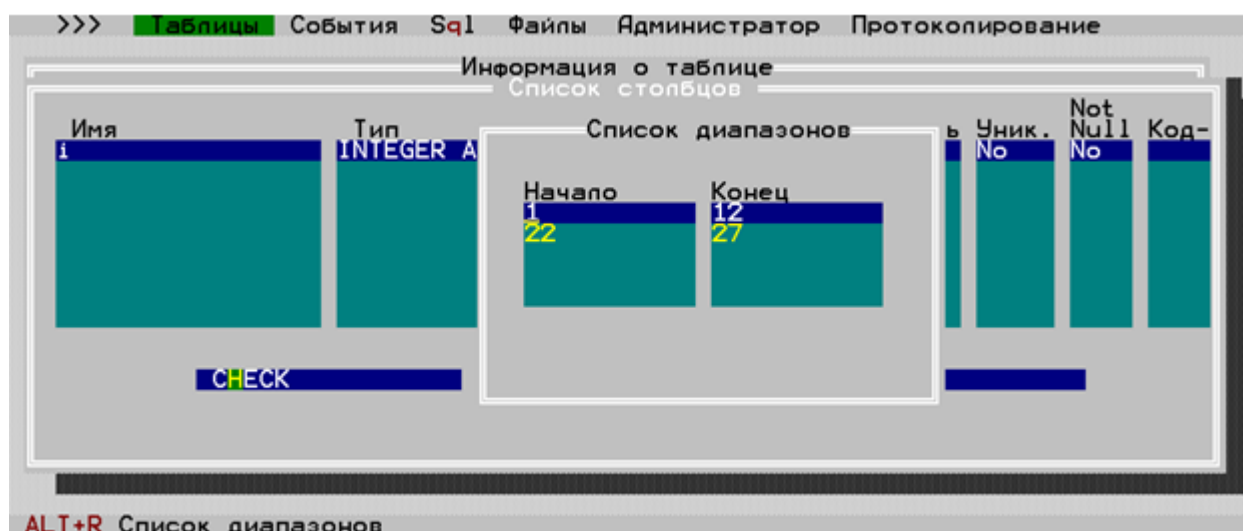 >>> Таблицы События Sql Файлы Администратор Протоколирование
Информация о таблице
Список столбцов
Имя Тип Список диапазонов ь Уник. Not Null Код-
i INTEGER A No No
Начало Конец
1 12
22 27
CHECK
ALT+R Список диапазонов